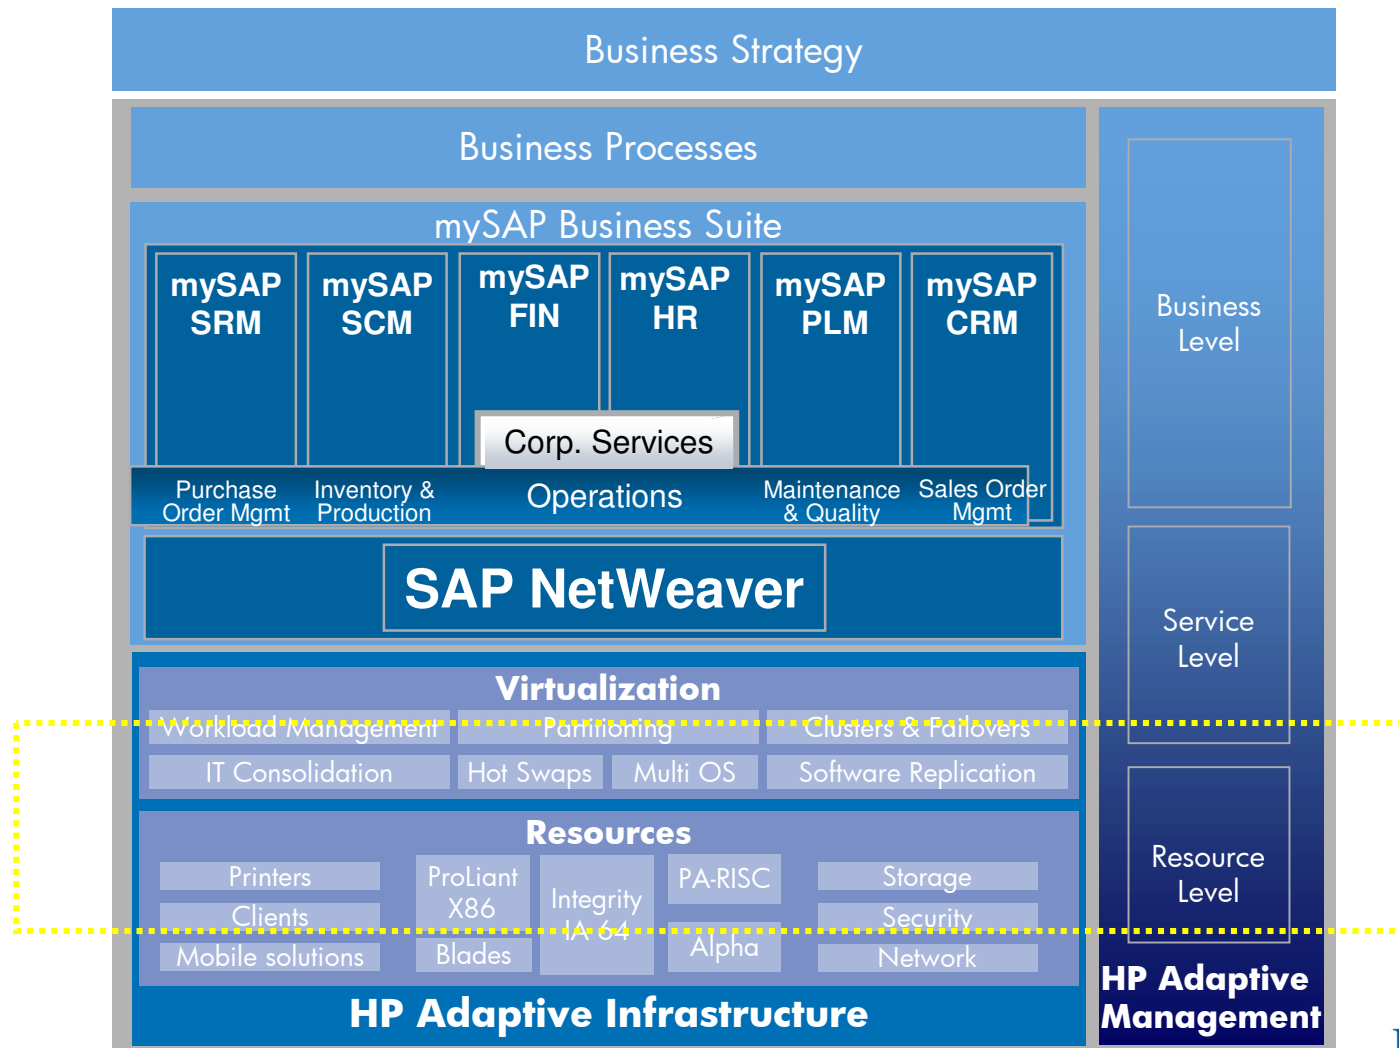 Business Strategy
Business Processes
mySAP Business Suite
mySAP
SRM
mySAP
SCM
mySAP
FIN
mySAP
HR
mySAP
PLM
mySAP
CRM
Corp. Services
Purchase
Order Mgmt
Inventory &
Production
Operations
Maintenance
& Quality
Sales Order
Mgmt
SAP NetWeaver
Virtualization
Workload Management
Partitioning
Clusters & Failovers
IT Consolidation
Hot Swaps
Multi OS
Software Replication
Resources
Printers
Clients
Mobile solutions
ProLiant
X86
Blades
Integrity
IA 64
PA-RISC
Alpha
Storage
Security
Network
HP Adaptive Infrastructure
Business
Level
Service
Level
Resource
Level
HP Adaptive
Management